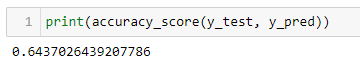 1 print(accuracy_score(y_test, y_pred))
0.6437026439207786